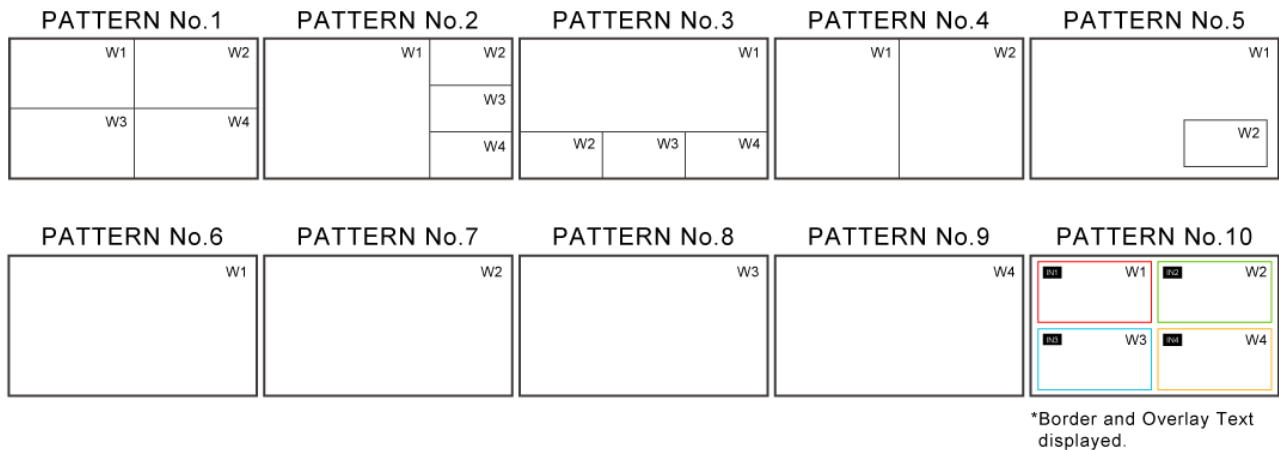 PATTERN No.1
PATTERN No.2
PATTERN No.3
PATTERN No.4
PATTERN No.5
W1 W2
W3 W4
W1 W2
W3
W4
W1
W2 W3 W4
W1 W2
W1
W2
PATTERN No.6
PATTERN No.7
PATTERN No.8
PATTERN No.9
PATTERN No.10
W1
W2
W3
W4
IN1 W1 IN2 W2
IN3 W3 IN4 W4
*Border and Overlay Text
displayed.